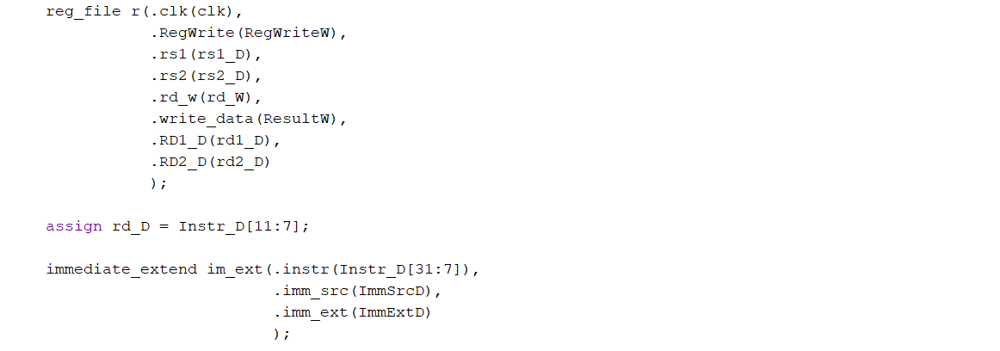 reg_file r(.clk(clk),
.RegWrite(RegWriteW),
.rs1(rs1_D),
.rs2(rs2_D),
.rd_w(rd_W),
.write_data(ResultW),
.RD1_D(rd1_D),
.RD2_D(rd2_D)
);
assign rd_D = Instr_D[11:7];
immediate_extend im_ext(.instr(Instr_D[31:7]),
.imm_src(ImmSrcD),
.imm_ext(ImmExtD)
);